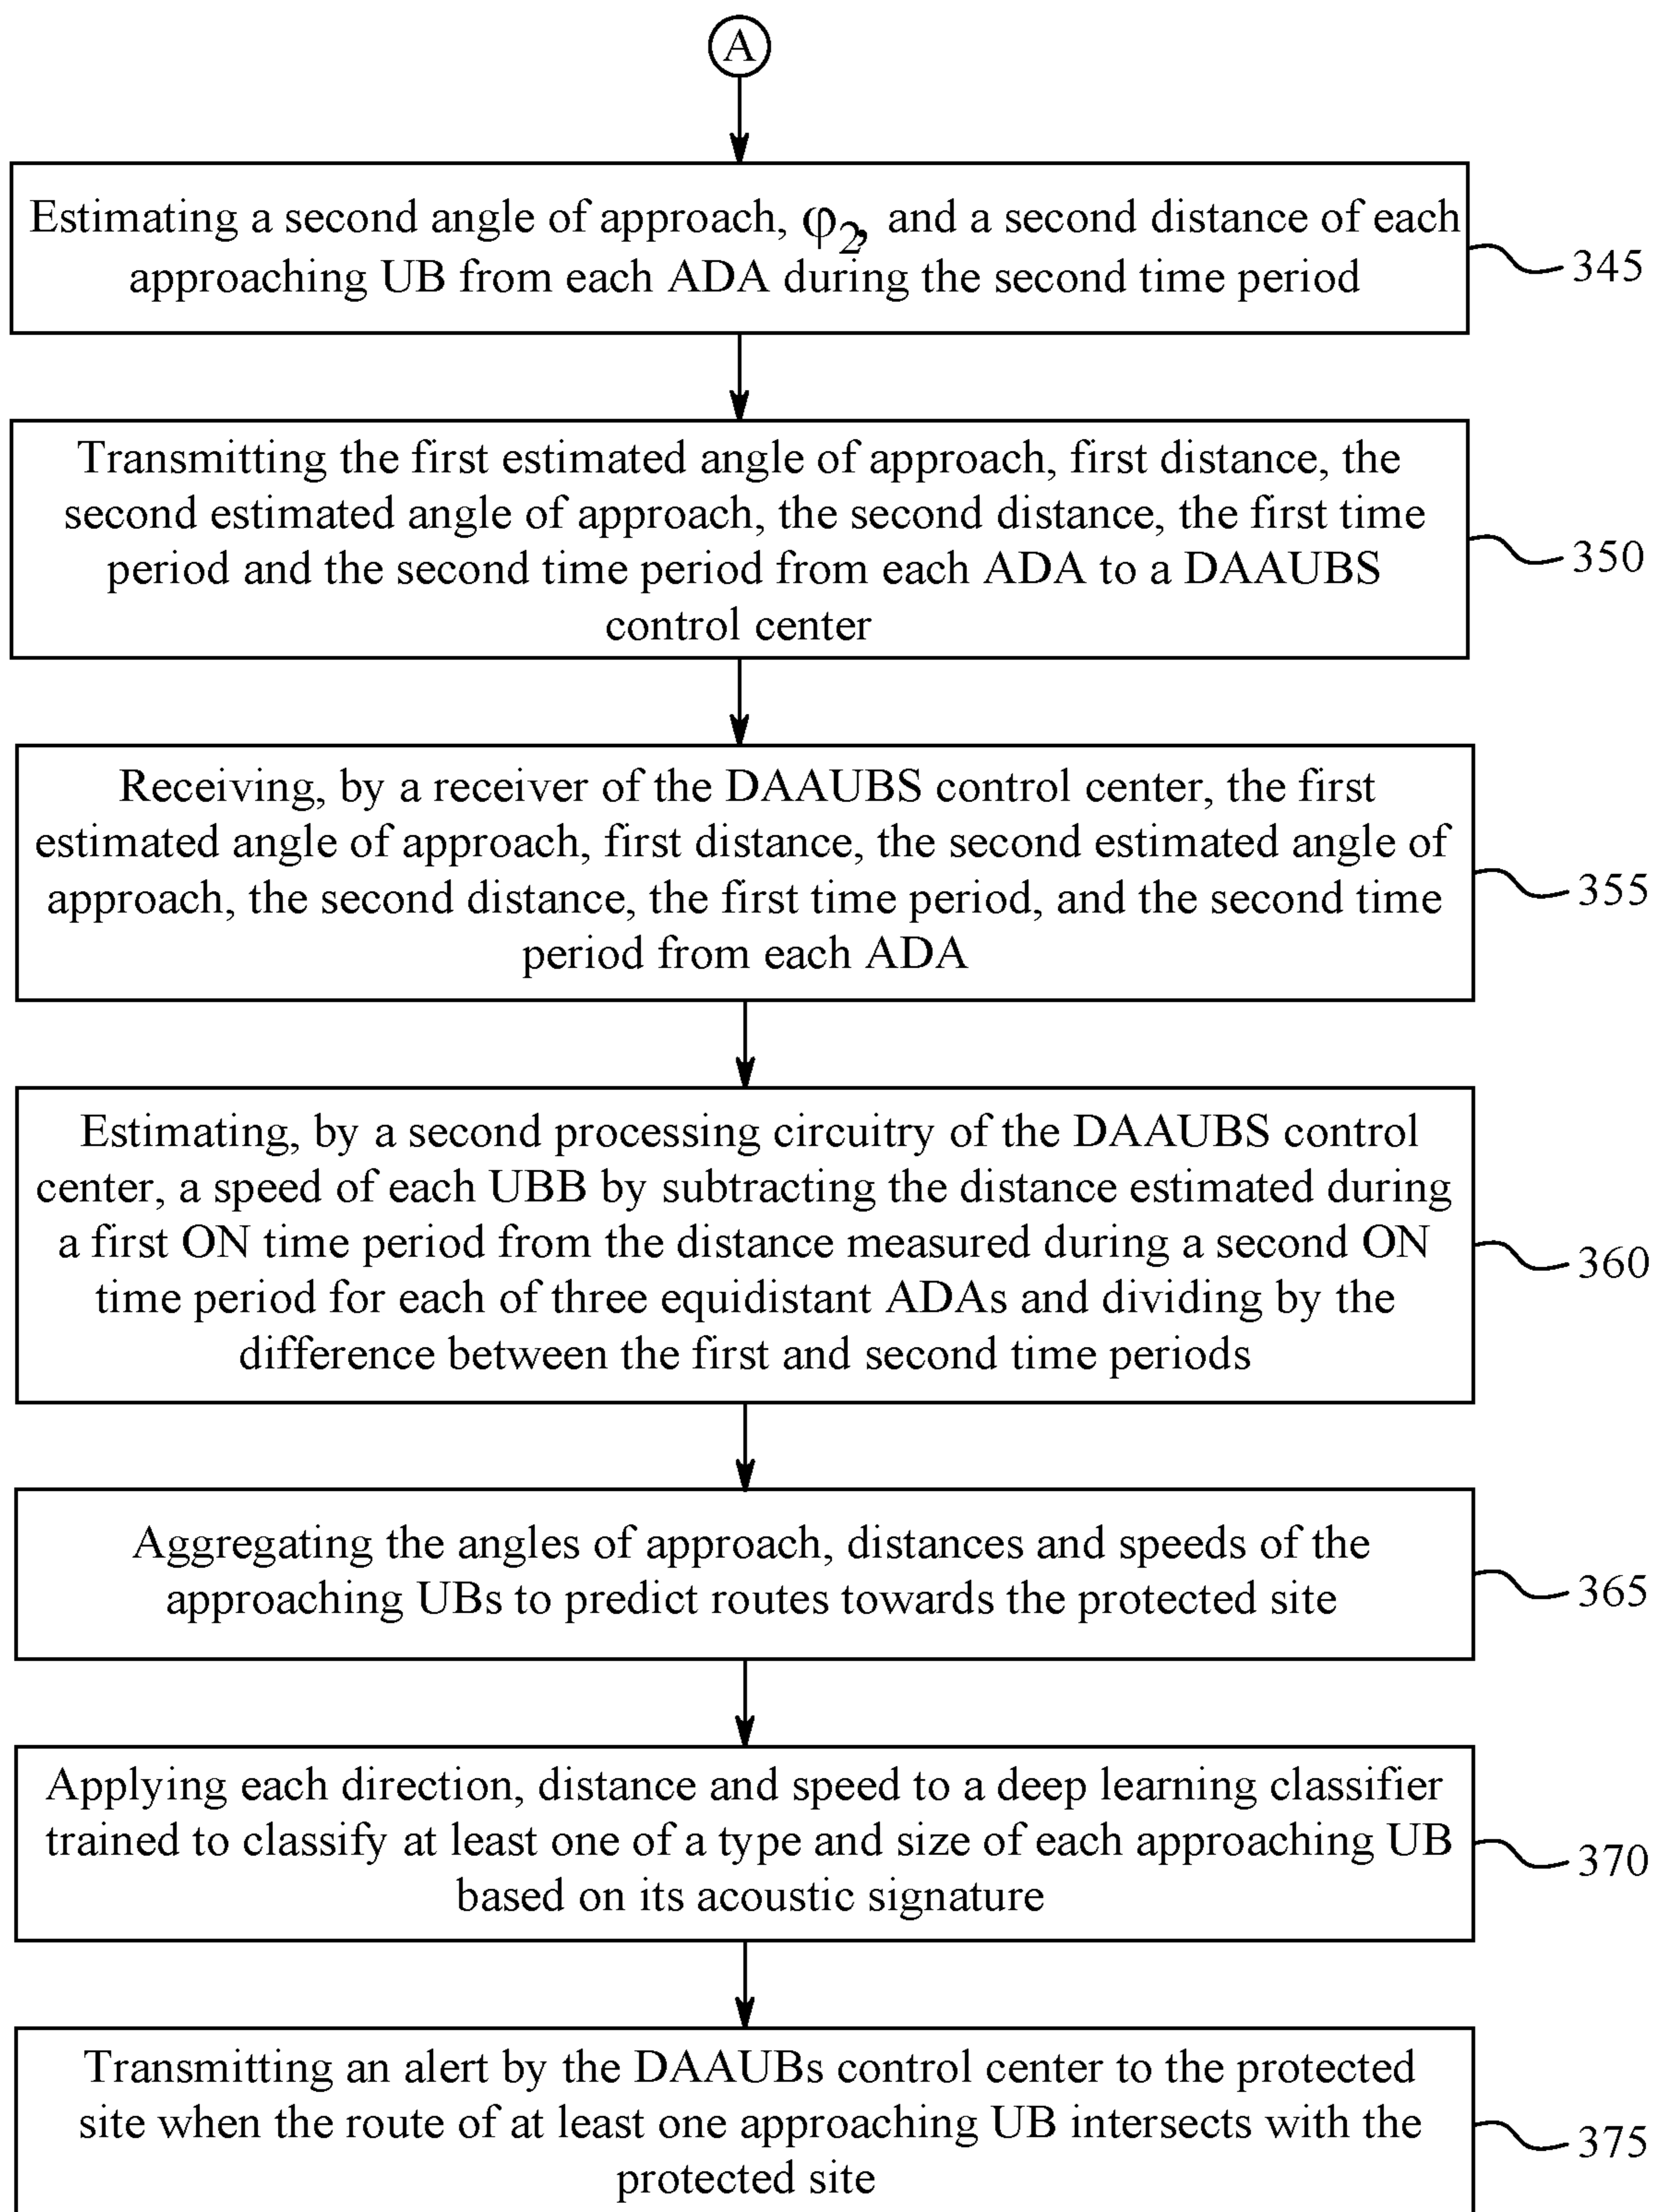 A
Estimating a second angle of approach, φ2, and a second distance of each
approaching UB from each ADA during the second time period
345
Transmitting the first estimated angle of approach, first distance, the
second estimated angle of approach, the second distance, the first time
period and the second time period from each ADA to a DAAUBS
control center
350
Receiving, by a receiver of the DAAUBS control center, the first
estimated angle of approach, first distance, the second estimated angle of
approach, the second distance, the first time period, and the second time
period from each ADA
355
Estimating, by a second processing circuitry of the DAAUBS control
center, a speed of each UBB by subtracting the distance estimated during
a first ON time period from the distance measured during a second ON
time period for each of three equidistant ADAs and dividing by the
difference between the first and second time periods
360
Aggregating the angles of approach, distances and speeds of the
approaching UBs to predict routes towards the protected site
365
Applying each direction, distance and speed to a deep learning classifier
trained to classify at least one of a type and size of each approaching UB
based on its acoustic signature
370
Transmitting an alert by the DAAUBs control center to the protected
site when the route of at least one approaching UB intersects with the
protected site
375